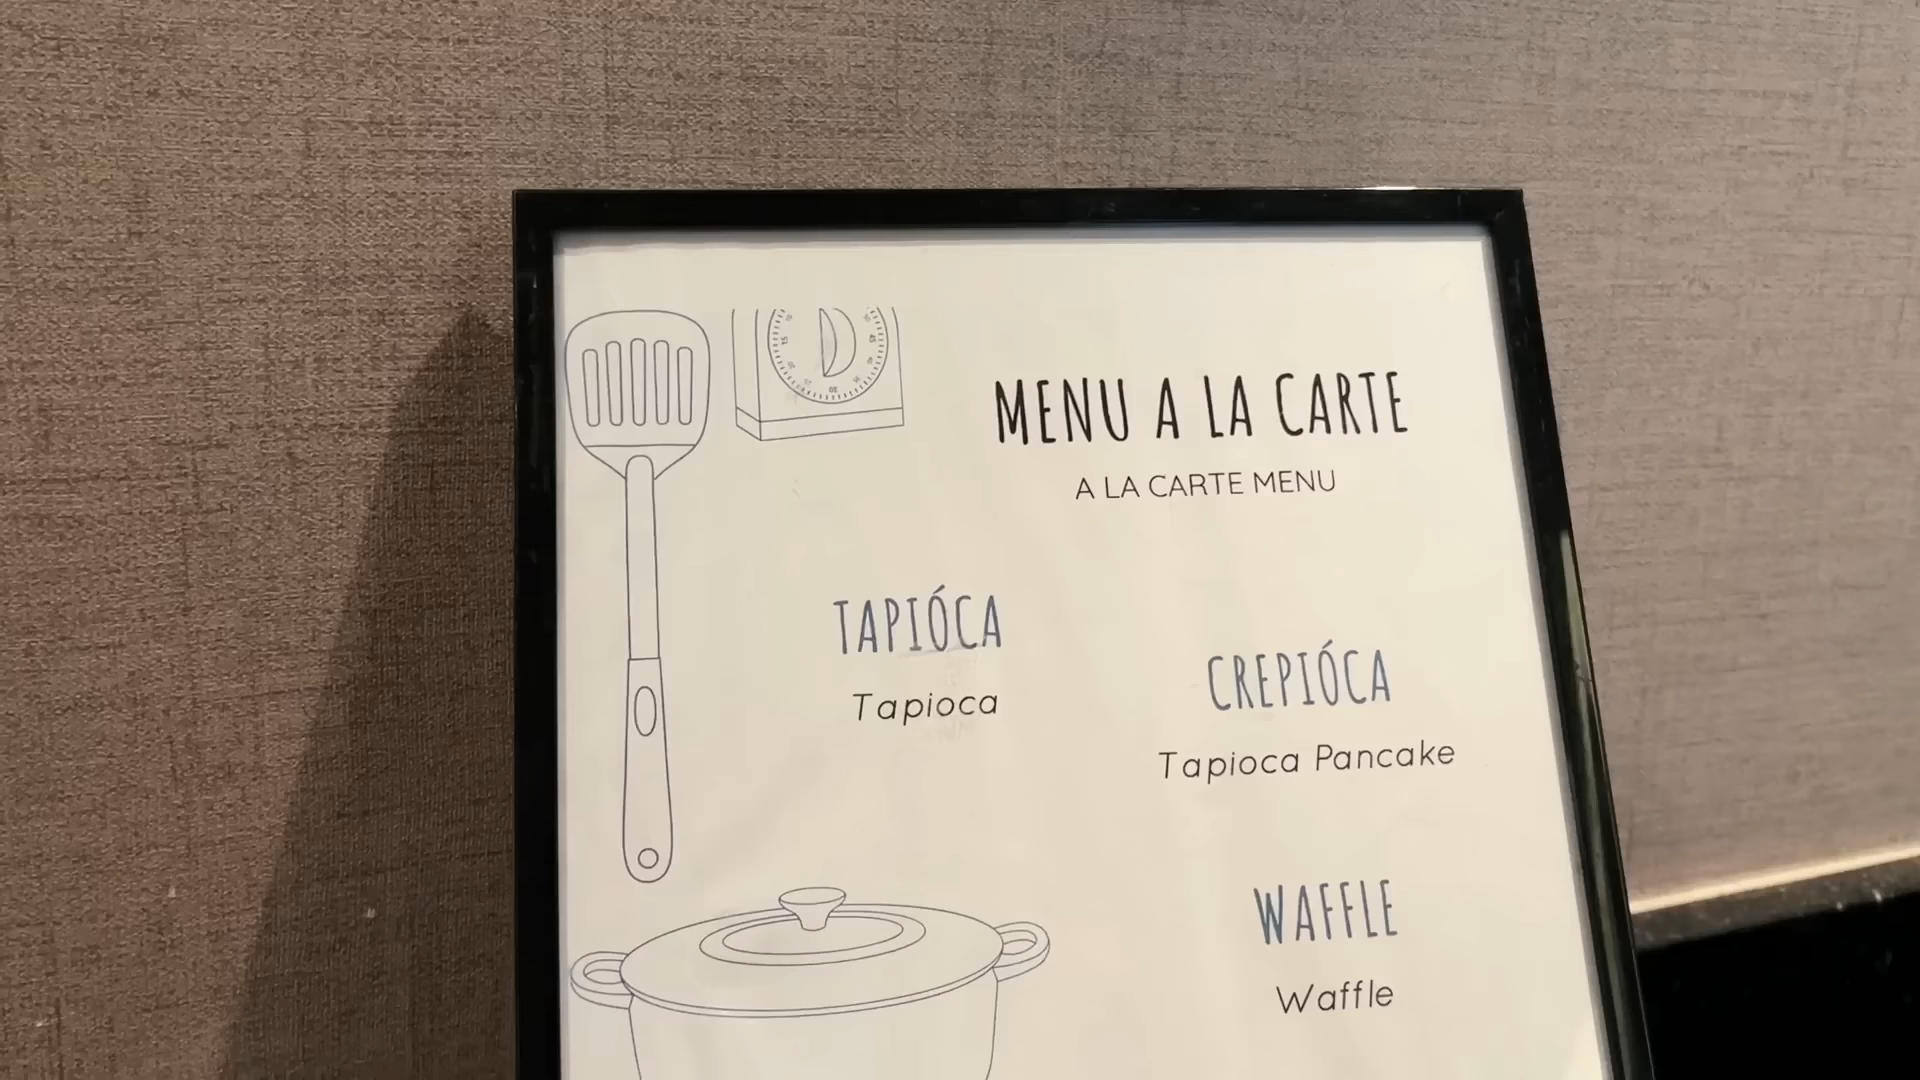 MENU A LA CARTE
A LA CARTE MENU
TAPIÓCA
Tapioca
CREPIÓCA
Tapioca Pancake
WAFFLE
Waffle